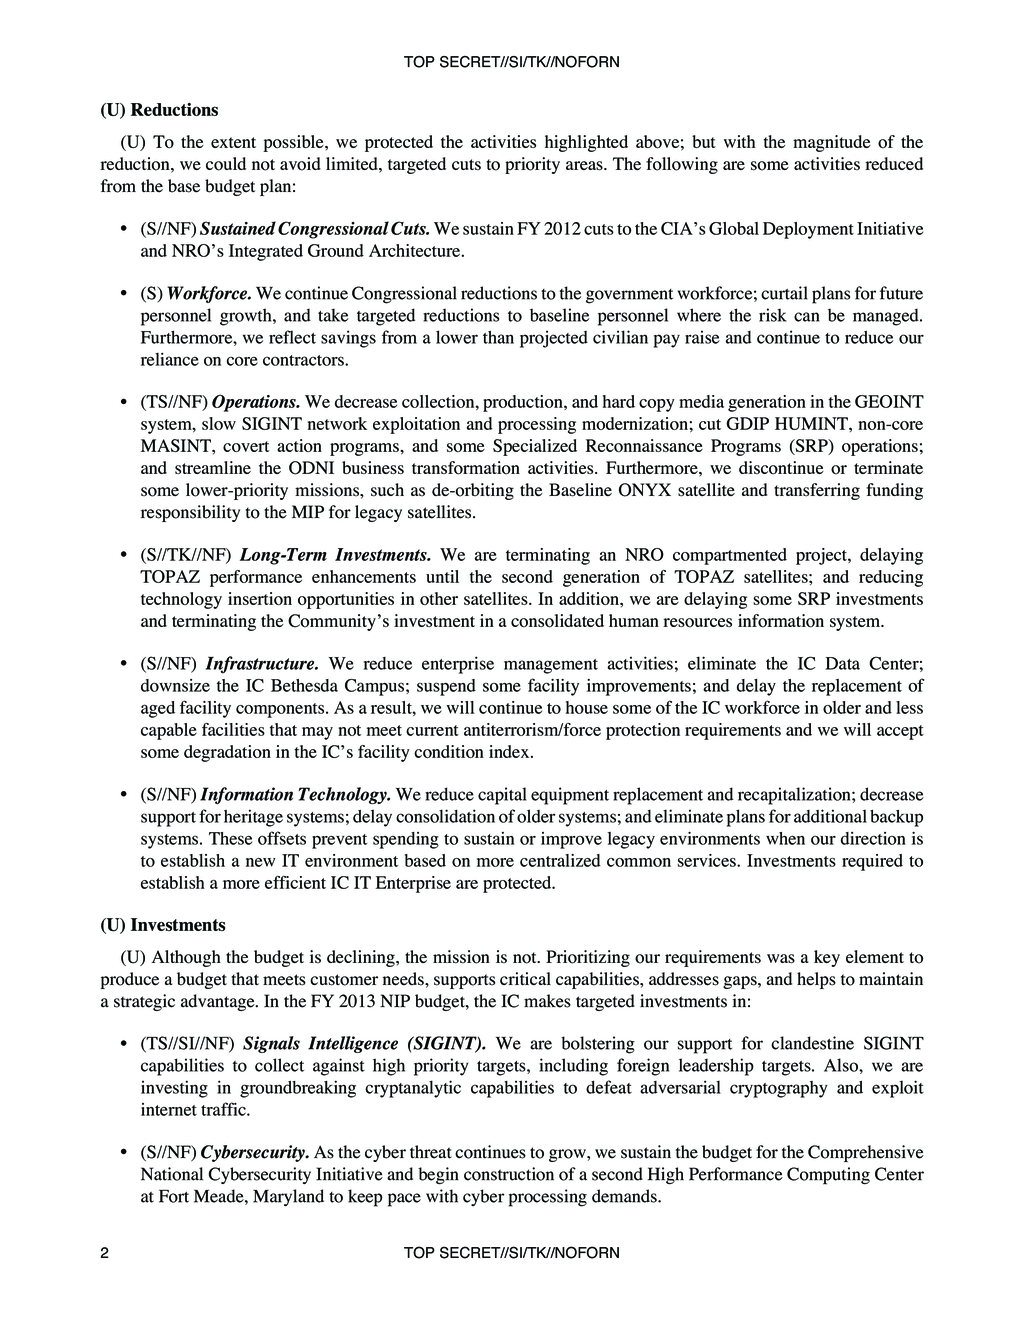 TOP SECRET//SI/TK//NOFORN
(U) Reductions
(U) To the extent possible, we protected the activities highlighted above; but with the magnitude of the
reduction, we could not avoid limited, targeted cuts to priority areas. The following are some activities reduced
from the base budget plan:
• (S//NF) Sustained Congressional Cuts. We sustain FY 2012 cuts to the CIA's Global Deployment Initiative
and NRO's Integrated Ground Architecture.
• (S) Workforce. We continue Congressional reductions to the government workforce; curtail plans for future
personnel growth, and take targeted reductions to baseline personnel where the risk can be managed.
Furthermore, we reflect savings from a lower than projected civilian pay raise and continue to reduce our
reliance on core contractors.
• (TS//NF) Operations. We decrease collection, production, and hard copy media generation in the GEOINT
system, slow SIGINT network exploitation and processing modernization; cut GDIP HUMINT, non-core
MASINT, covert action programs, and some Specialized Reconnaissance Programs (SRP) operations;
and streamline the ODNI business transformation activities. Furthermore, we discontinue or terminate
some lower-priority missions, such as de-orbiting the Baseline ONYX satellite and transferring funding
responsibility to the MIP for legacy satellites.
• (S//TK//NF) Long-Term Investments. We are terminating an NRO compartmented project, delaying
TOPAZ performance enhancements until the second generation of TOPAZ satellites; and reducing
technology insertion opportunities in other satellites. In addition, we are delaying some SRP investments
and terminating the Community's investment in a consolidated human resources information system.
• (S//NF) Infrastructure. We reduce enterprise management activities; eliminate the IC Data Center;
downsize the IC Bethesda Campus; suspend some facility improvements; and delay the replacement of
aged facility components. As a result, we will continue to house some of the IC workforce in older and less
capable facilities that may not meet current antiterrorism/force protection requirements and we will accept
some degradation in the IC's facility condition index.
• (S//NF) Information Technology. We reduce capital equipment replacement and recapitalization; decrease
support for heritage systems; delay consolidation of older systems; and eliminate plans for additional backup
systems. These offsets prevent spending to sustain or improve legacy environments when our direction is
to establish a new IT environment based on more centralized common services. Investments required to
establish a more efficient IC IT Enterprise are protected.
(U) Investments
(U) Although the budget is declining, the mission is not. Prioritizing our requirements was a key element to
produce a budget that meets customer needs, supports critical capabilities, addresses gaps, and helps to maintain
a strategic advantage. In the FY 2013 NIP budget, the IC makes targeted investments in:
• (TS//SI//NF) Signals Intelligence (SIGINT). We are bolstering our support for clandestine SIGINT
capabilities to collect against high priority targets, including foreign leadership targets. Also, we are
investing in groundbreaking cryptanalytic capabilities to defeat adversarial cryptography and exploit
internet traffic.
• (S//NF) Cybersecurity. As the cyber threat continues to grow, we sustain the budget for the Comprehensive
National Cybersecurity Initiative and begin construction of a second High Performance Computing Center
at Fort Meade, Maryland to keep pace with cyber processing demands.
2 TOP SECRET//SI/TK//NOFORN